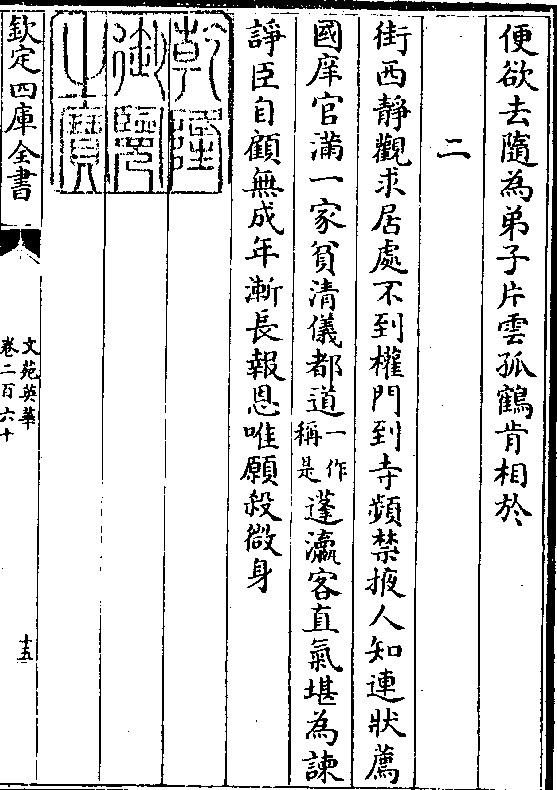 便欲去隨為弟子片雲孤鶴肯相於
二
街西靜觀求居處不到權門到寺頻禁掖人知連狀薦
國庠官滿一家貧清儀都道一作稱是蓬瀛客直氣堪為諫
諍臣自顧無成年漸長報恩唯願殺微身
乾隆御覽之寶
欽定四庫全書
文苑英華
卷二百六十
十五